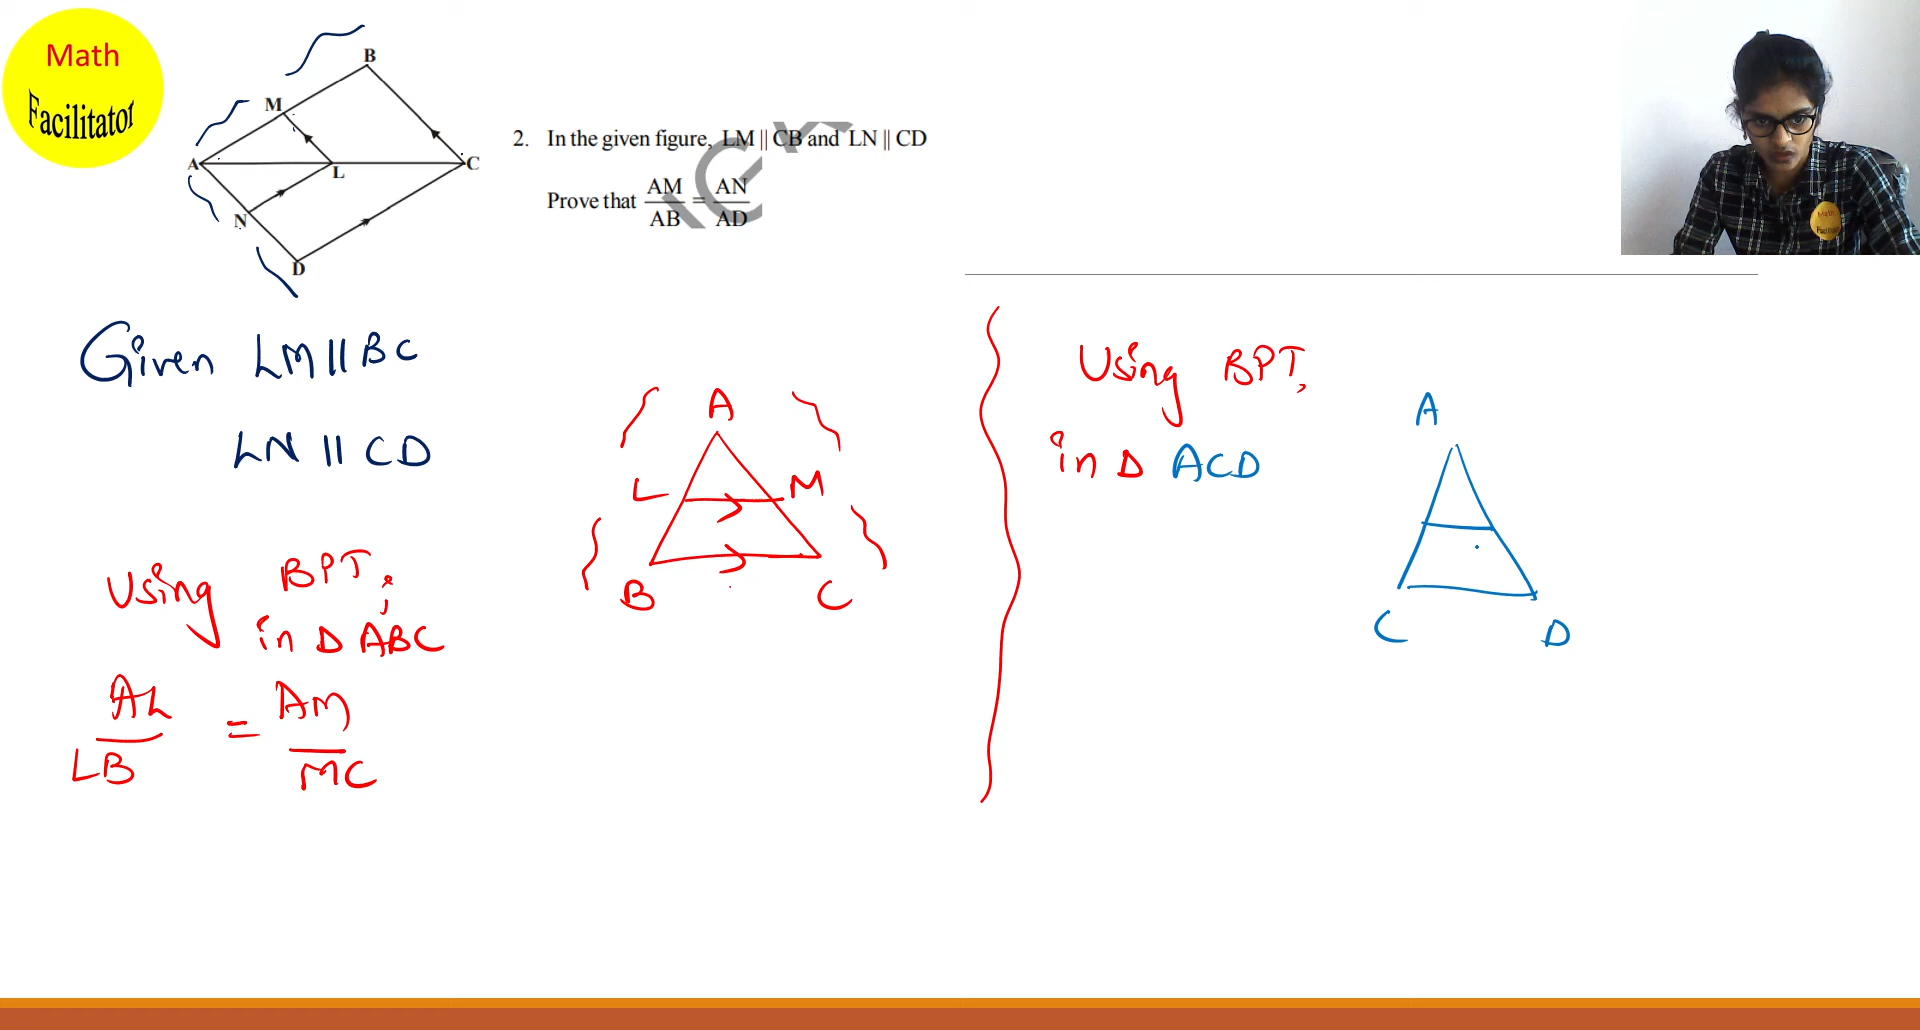 Math
Facilitator
B
M
A
L
C
N
D
2. In the given figure, LM || CB and LN || CD
Prove that AM/AB = AN/AD
Math
Given LM || BC
LN || CD
Using BPT,
in Δ ABC
AL/LB = AM/MC
A
L M
B C
Using BPT,
in Δ ACD
A
C D